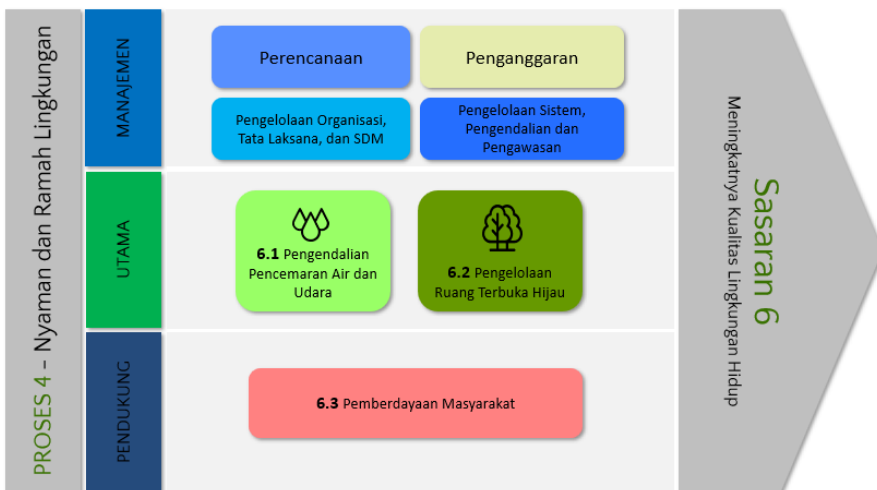 PROSES 4 – Nyaman dan Ramah Lingkungan
MANAJEMEN
Perencanaan
Penganggaran
Pengelolaan Organisasi,
Tata Laksana, dan SDM
Pengelolaan Sistem,
Pengendalian dan
Pengawasan
UTAMA
6.1 Pengendalian
Pencemaran Air dan
Udara
6.2 Pengelolaan
Ruang Terbuka Hijau
PENDUKUNG
6.3 Pemberdayaan Masyarakat
Sasaran 6
Meningkatnya Kualitas Lingkungan Hidup